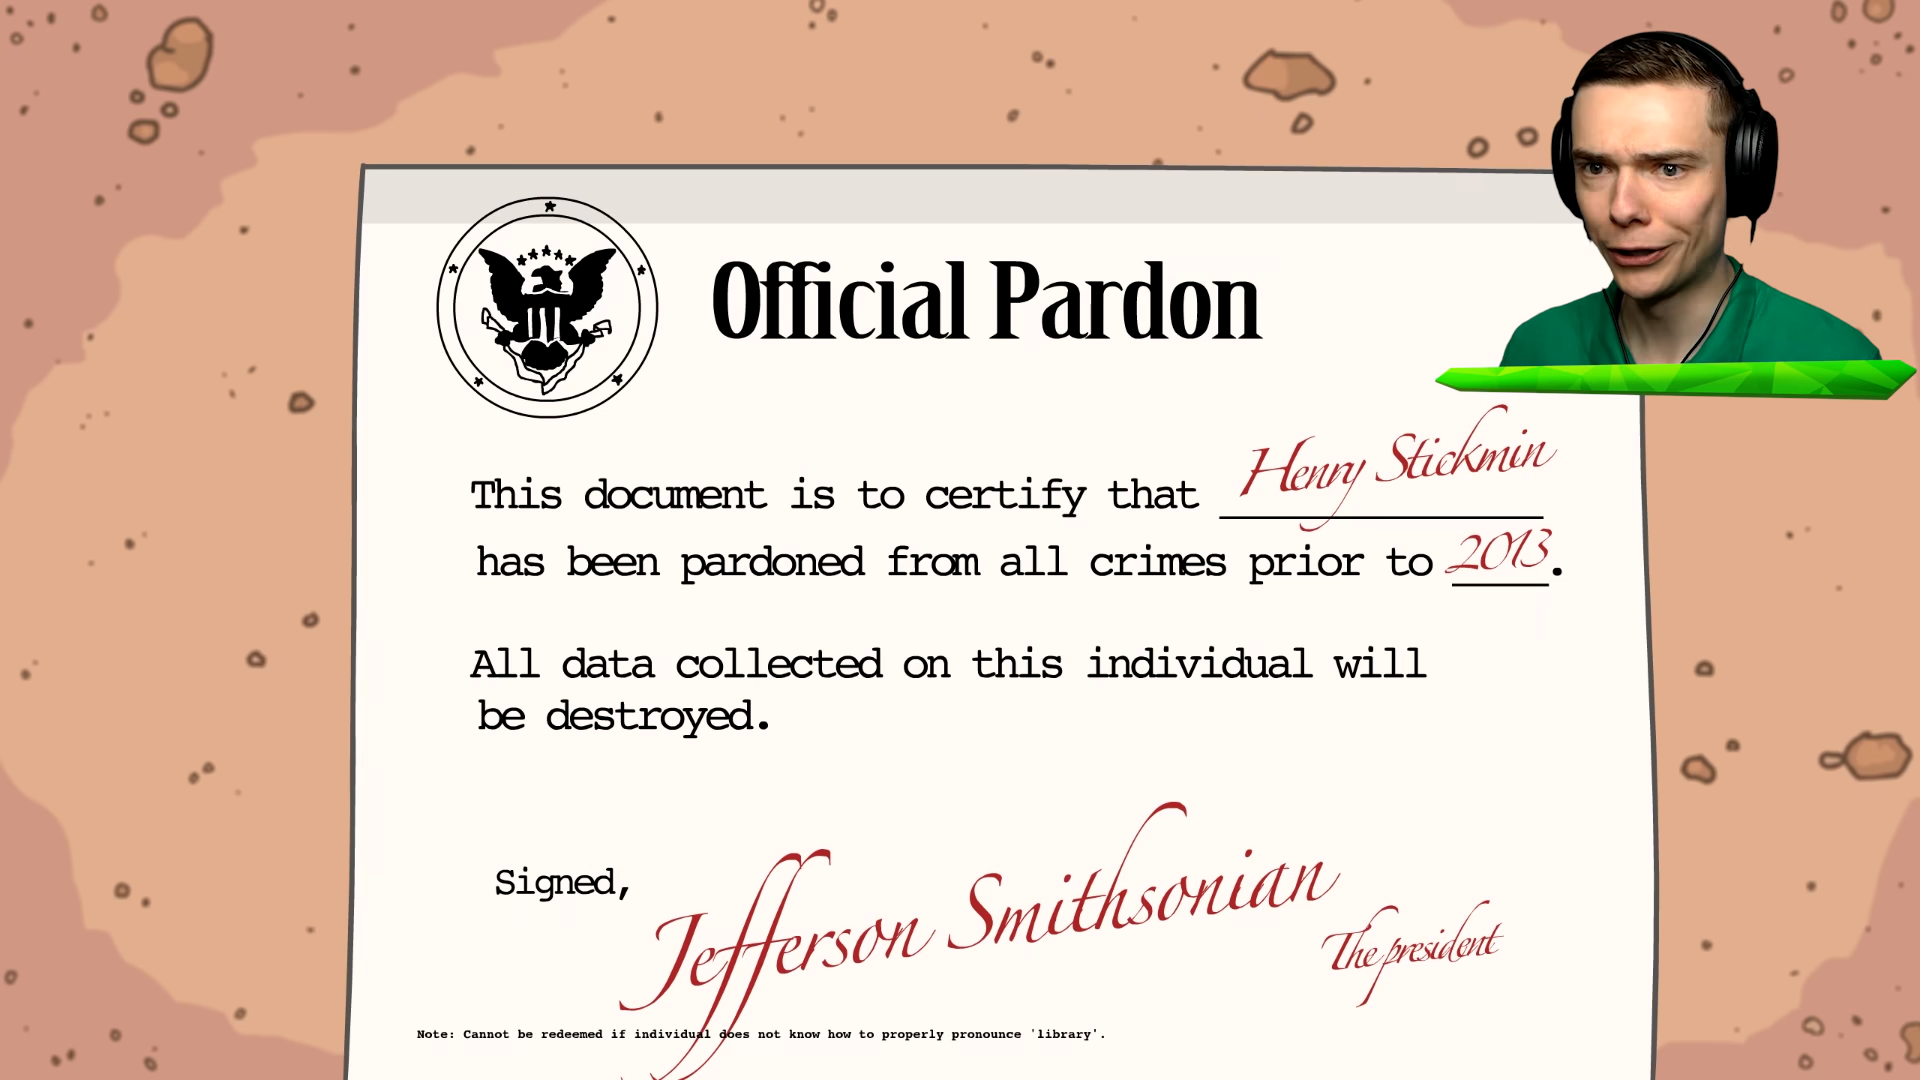 Official Pardon
This document is to certify that Henry Stickmin
has been pardoned from all crimes prior to 2013.
All data collected on this individual will
be destroyed.
Signed, Jefferson Smithsonian
The president
Note: Cannot be redeemed if individual does not know how to properly pronounce 'library'.